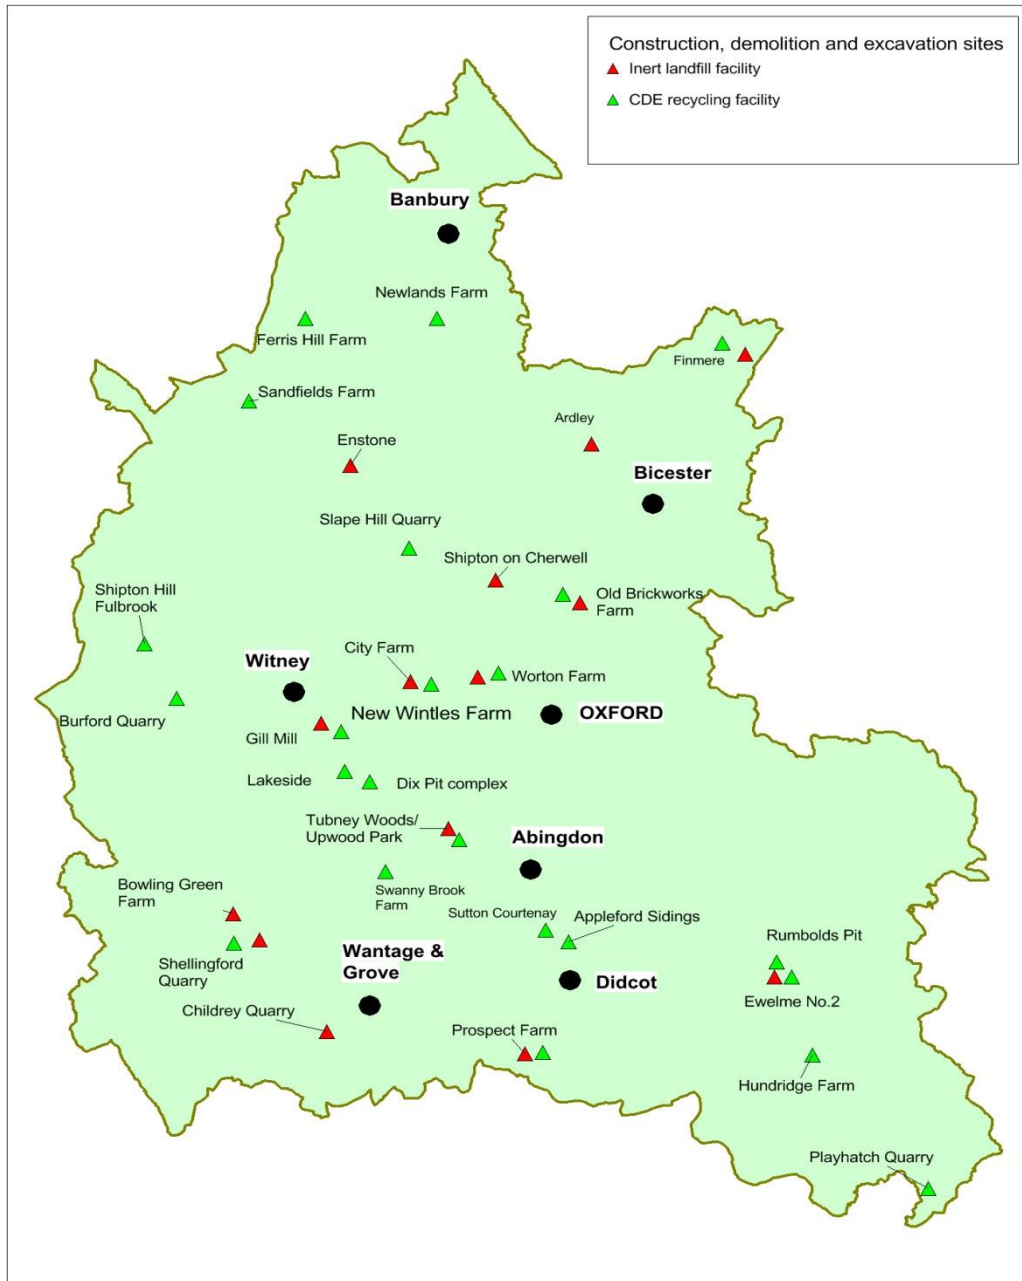 Construction, demolition and excavation sites
Inert landfill facility
CDE recycling facility
Banbury
Newlands Farm
Ferris Hill Farm
Finmere
Sandfields Farm
Ardley
Enstone
Bicester
Slape Hill Quarry
Shipton on Cherwell
Shipton Hill
Fulbrook
Old Brickworks
Farm
City Farm
Witney
Worton Farm
New Wintles Farm
OXFORD
Burford Quarry
Gill Mill
Lakeside
Dix Pit complex
Tubney Woods/
Upwood Park
Abingdon
Swanny Brook
Farm
Bowling Green
Farm
Sutton Courtenay
Appleford Sidings
Rumbolds Pit
Wantage &
Grove
Shellingford
Quarry
Didcot
Ewelme No.2
Childrey Quarry
Prospect Farm
Hundridge Farm
Playhatch Quarry